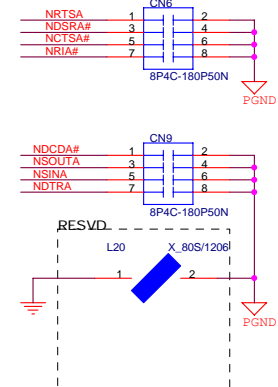 CN6
NRTSA 1 2
NDSRA# 3 4
NCTSA# 5 6
NRIA# 7 8
8P4C-180P50N
PGND
CN9
NDCDA# 1 2
NSOUTA 3 4
NSINA 5 6
NDTRA 7 8
8P4C-180P50N
RESVD
L20 X_80S/1206
1 2
PGND